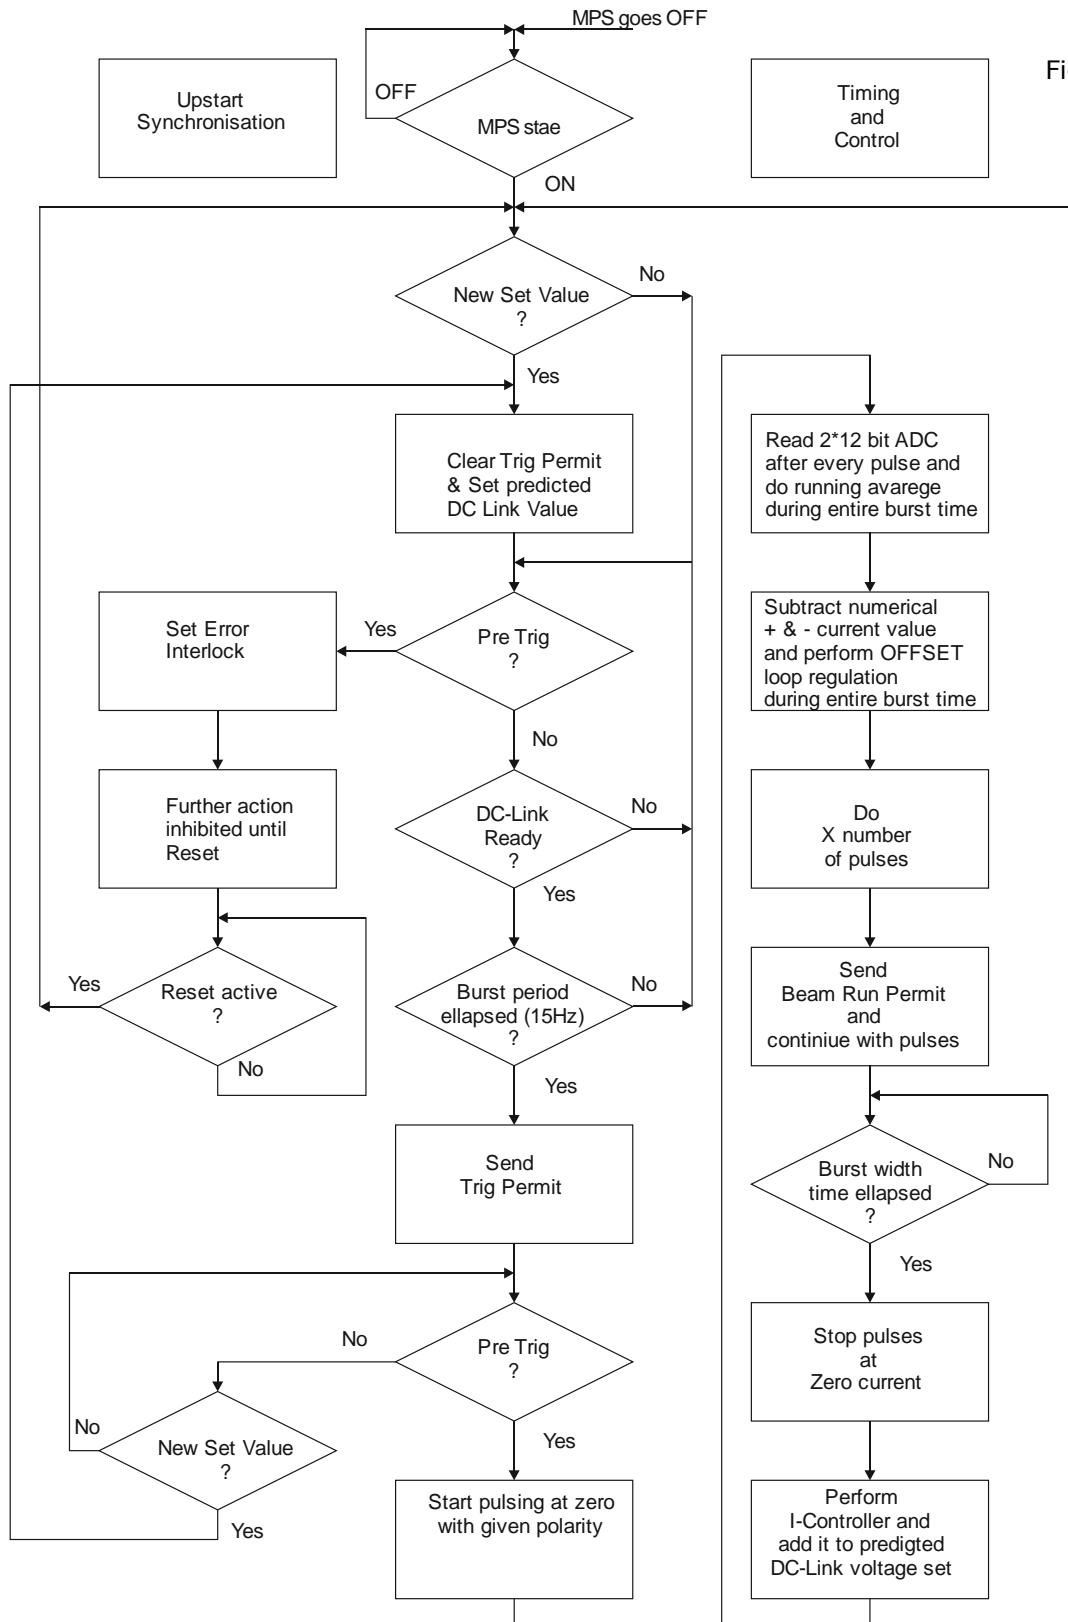 MPS goes OFF
Upstart
Synchronisation
OFF
MPS stae
Timing
and
Control
Fi
ON
New Set Value
?
No
Yes
Clear Trig Permit
& Set predicted
DC Link Value
Set Error
Interlock
Yes
Pre Trig
?
No
Further action
inhibited until
Reset
DC-Link
Ready
?
No
Yes
Yes
Reset active
?
No
Burst period
ellapsed (15Hz)
?
No
Yes
Send
Trig Permit
No
Pre Trig
?
No
New Set Value
?
Yes
Yes
Start pulsing at zero
with given polarity
Read 2*12 bit ADC
after every pulse and
do running avarege
during entire burst time
Subtract numerical
+ & - current value
and perform OFFSET
loop regulation
during entire burst time
Do
X number
of pulses
Send
Beam Run Permit
and
continiue with pulses
Burst width
time ellapsed
?
No
Yes
Stop pulses
at
Zero current
Perform
I-Controller and
add it to predigted
DC-Link voltage set